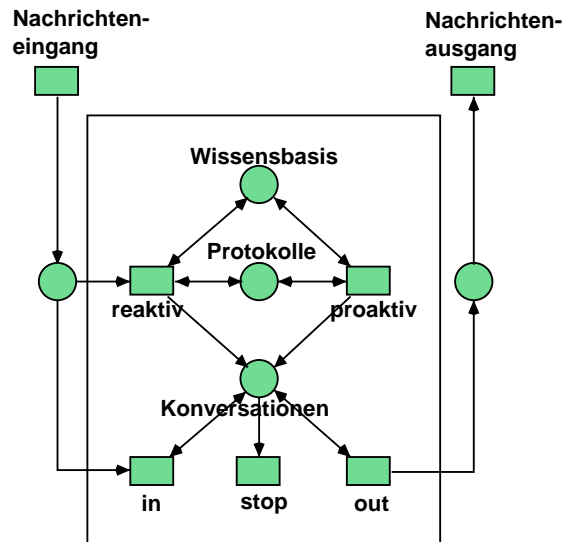 Nachrichten-
eingang
Nachrichten-
ausgang
Wissensbasis
Protokolle
reaktiv
proaktiv
Konversationen
in
stop
out